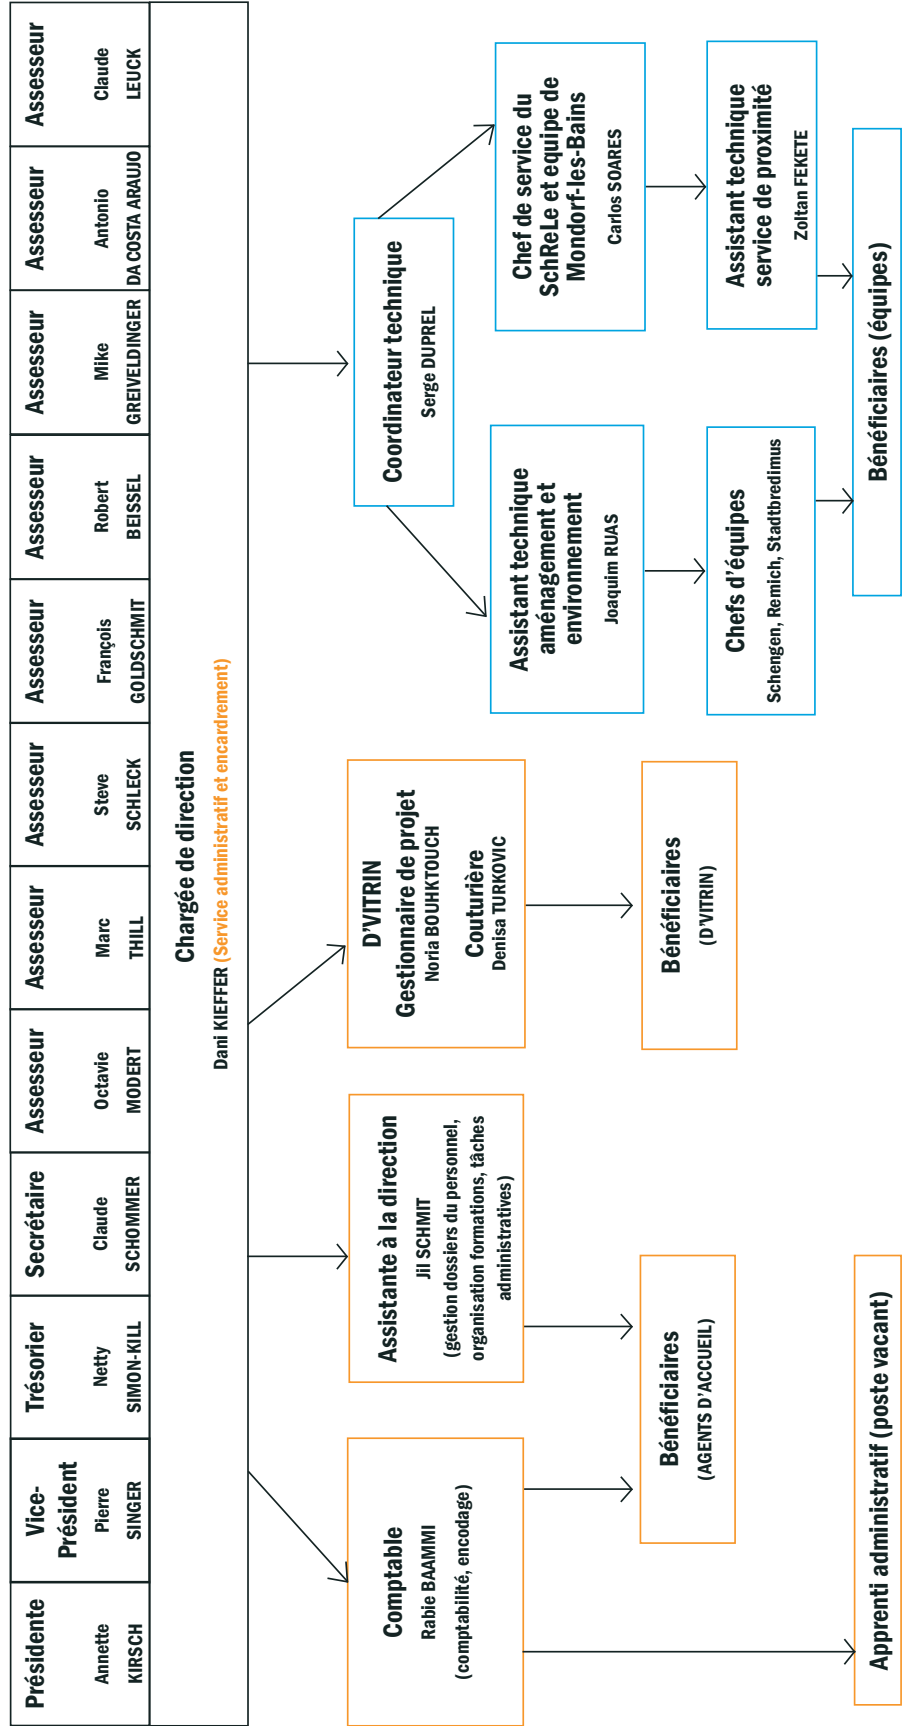 Présidente
Annette
KIRSCH
Vice-
Président
Pierre
SINGER
Trésorier
Netty
SIMON-KILL
Secrétaire
Claude
SCHOMMER
Assesseur
Octavie
MODERT
Assesseur
Marc
THILL
Assesseur
Steve
SCHLECK
Assesseur
François
GOLDSCHMIT
Assesseur
Robert
BEISSEL
Assesseur
Mike
GREIVELDINGER
Assesseur
Antonio
DA COSTA ARAUJO
Assesseur
Claude
LEUCK
Chargée de direction
Dani KIEFFER (Service administratif et encardrement)
Comptable
Rabie BAAMMI
(comptabilité, encodage)
Assistante à la direction
Jil SCHMIT
(gestion dossiers du personnel,
organisation formations, tâches
administratives)
D'VITRIN
Gestionnaire de projet
Noria BOUHKTOUCH
Couturière
Denisa TURKOVIC
Coordinateur technique
Serge DUPREL
Assistant technique
aménagement et
environnement
Joaquim RUAS
Chef de service du
SchReLe et equipe de
Mondorf-les-Bains
Carlos SOARES
Bénéficiaires
(AGENTS D'ACCUEIL)
Bénéficiaires
(D'VITRIN)
Chefs d'équipes
Schengen, Remich, Stadtbredimus
Assistant technique
service de proximité
Zoltan FEKETE
Apprenti administratif (poste vacant)
Bénéficiaires (équipes)